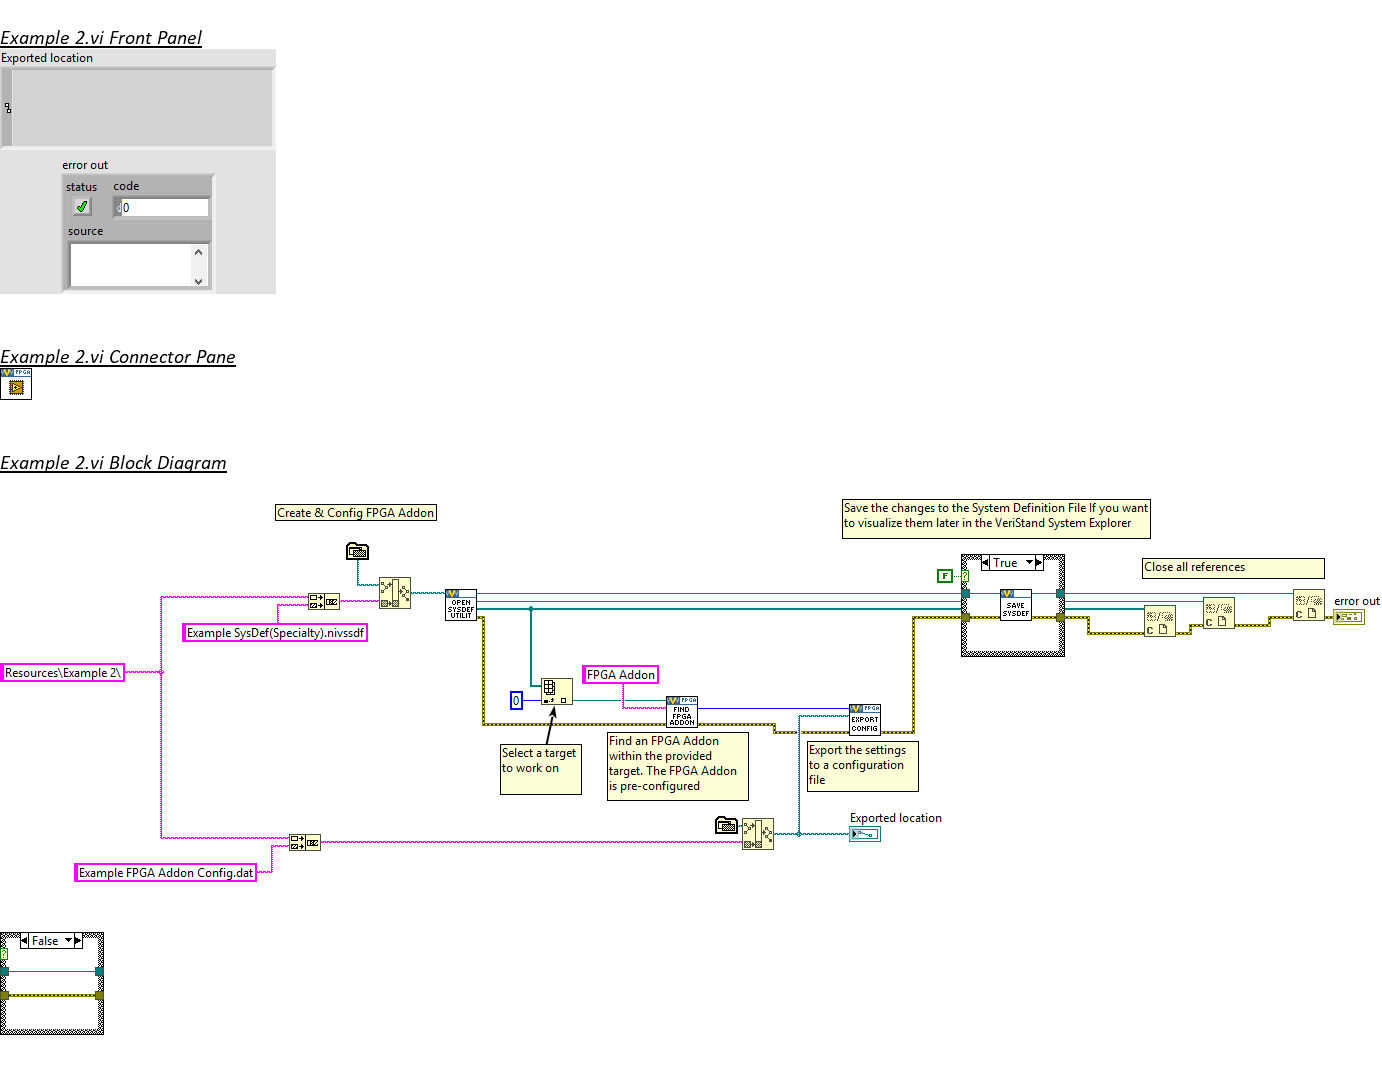 Example 2.vi Front Panel
Exported location
error out
status
code
d
0
source
Example 2.vi Connector Pane
FPGA
Example 2.vi Block Diagram
Create & Config FPGA Addon
Save the changes to the System Definition File If you want
to visualize them later in the VeriStand System Explorer
Close all references
True
F
?
OPEN
SYSDEF
UTILIT
SAVE
SYSDEF
C
C
C
error out
Example SysDef(Specialty).nivssdf
Resources\Example 2\
0
FPGA Addon
FPGA
FIND
FPGA
ADDON
FPGA
EXPORT
CONFIG
Select a target
to work on
Find an FPGA Addon
within the provided
target. The FPGA Addon
is pre-configured
Export the settings
to a configuration
file
Exported location
Example FPGA Addon Config.dat
False
?